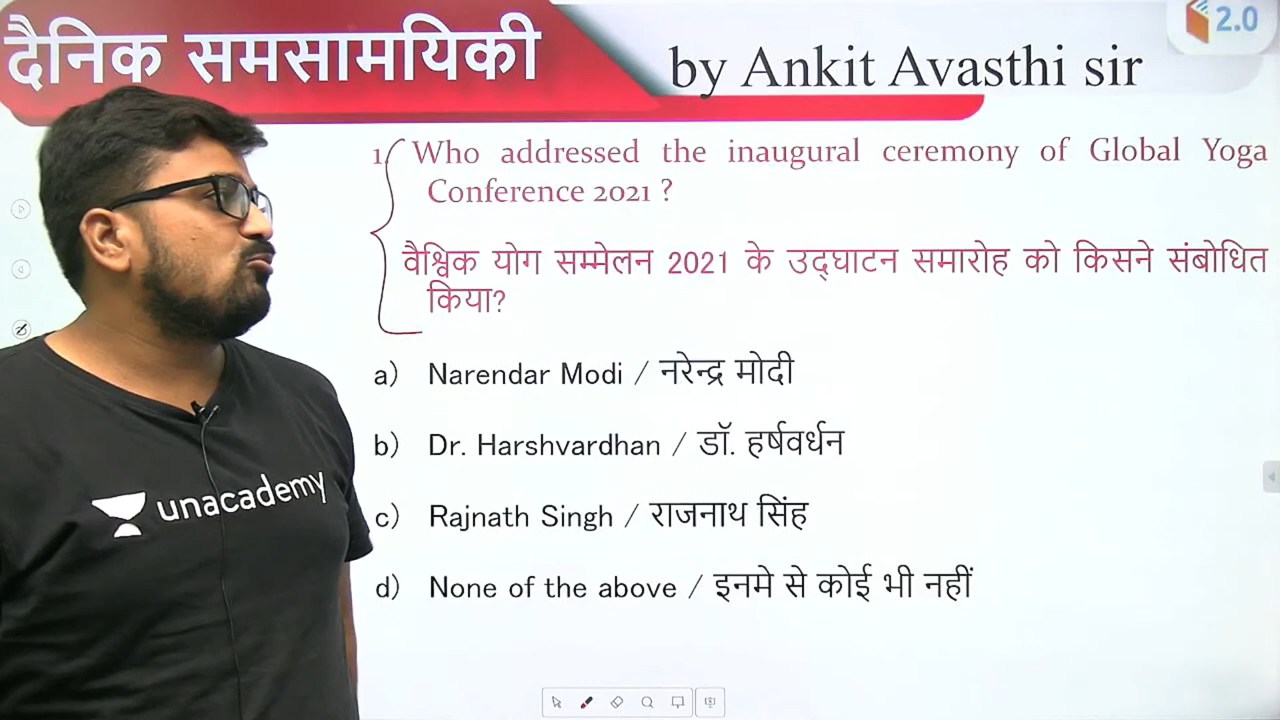 दैनिक समसामयिकी
by Ankit Avasthi sir
2.0
1. Who addressed the inaugural ceremony of Global Yoga
Conference 2021 ?
वैश्विक योग सम्मेलन 2021 के उद्घाटन समारोह को किसने संबोधित
किया?
a) Narendar Modi / नरेन्द्र मोदी
b) Dr. Harshvardhan / डॉ. हर्षवर्धन
c) Rajnath Singh / राजनाथ सिंह
d) None of the above / इनमे से कोई भी नहीं
unacademy